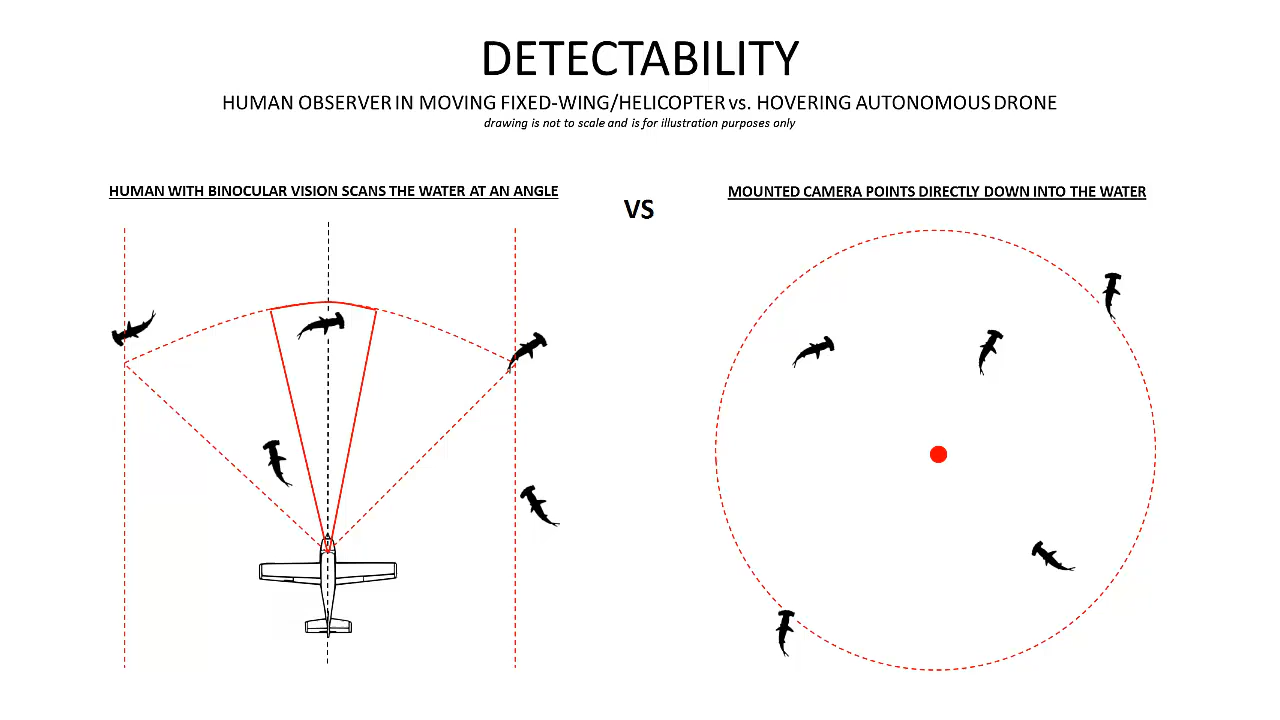 DETECTABILITY
HUMAN OBSERVER IN MOVING FIXED-WING/HELICOPTER vs. HOVERING AUTONOMOUS DRONE
drawing is not to scale and is for illustration purposes only
HUMAN WITH BINOCULAR VISION SCANS THE WATER AT AN ANGLE
VS
MOUNTED CAMERA POINTS DIRECTLY DOWN INTO THE WATER